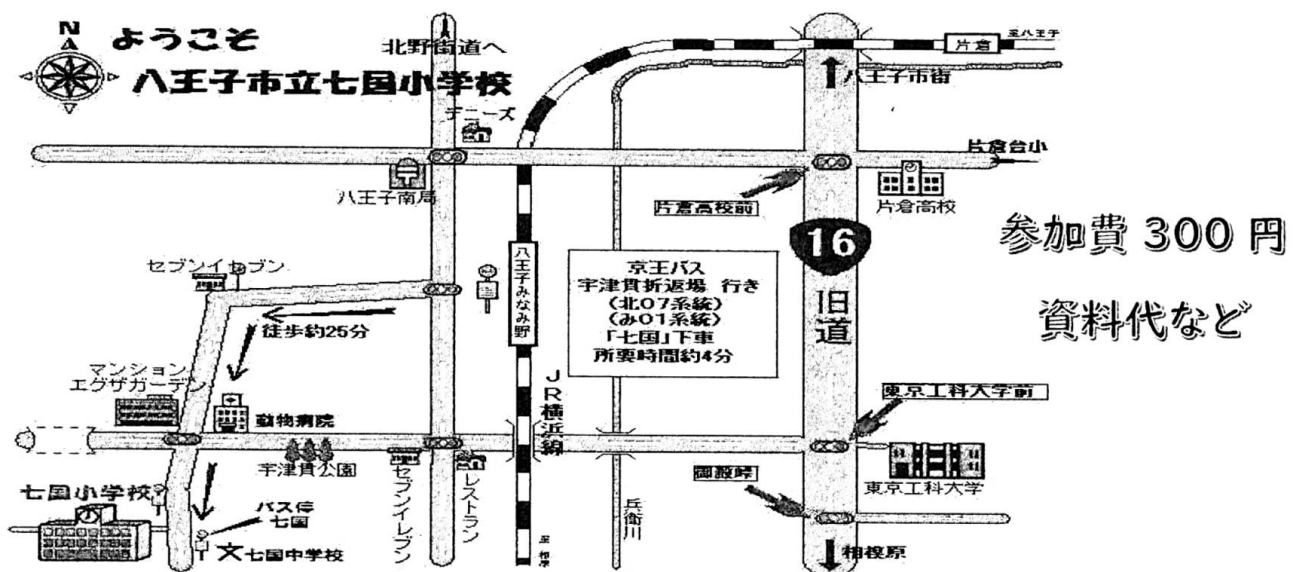 N
ようこそ
八王子市立七国小学校
北野街道へ
デニーズ
片倉
至八王子
八王子市街
片倉台小
八王子南局
片倉高校前
片倉高校
16
旧道
参加費 300 円
資料代など
セブンイレブン
八王子みなみ野
京王バス
宇津貫折返場 行き
(北07系統)
(み01系統)
「七国」下車
所要時間約4分
徒歩約25分
マンション
エグザガーデン
動物病院
JR横浜線
東京工科大学前
宇津貫公園
セブンイレブン
レストラン
御殿峠
東京工科大学
七国小学校
バス停
七国
文
七国中学校
兵衛川
至相原
相模原